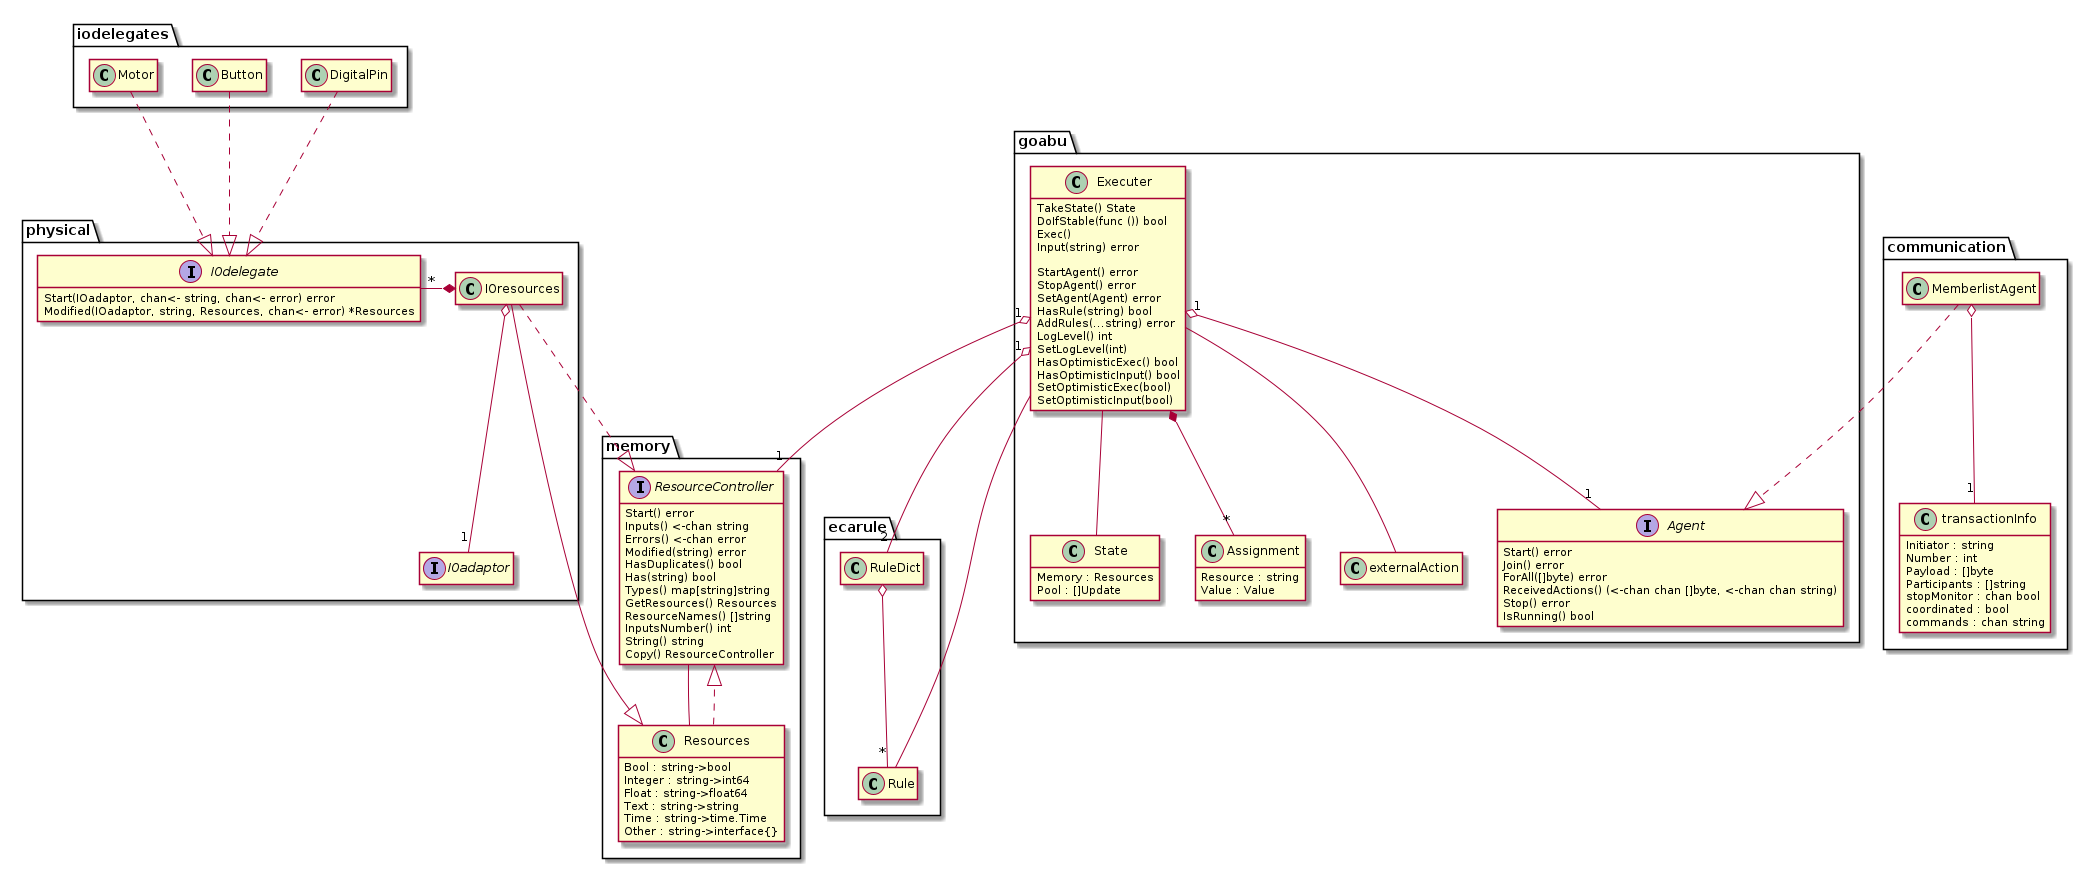 iodelegates
C Motor
C Button
C DigitalPin
physical
I IOdelegate
Start(IOadaptor, chan<- string, chan<- error) error
Modified(IOadaptor, string, Resources, chan<- error) *Resources
*
C IOresources
1
I IOadaptor
memory
1
I ResourceController
Start() error
Inputs() <-chan string
Errors() <-chan error
Modified(string) error
HasDuplicates() bool
Has(string) bool
Types() map[string]string
GetResources() Resources
ResourceNames() []string
InputsNumber() int
String() string
Copy() ResourceController
C Resources
Bool : string->bool
Integer : string->int64
Float : string->float64
Text : string->string
Time : string->time.Time
Other : string->interface{}
ecarule
2
C RuleDict
*
C Rule
goabu
C Executer
TakeState() State
DoIfStable(func ()) bool
Exec()
Input(string) error
StartAgent() error
StopAgent() error
SetAgent(Agent) error
HasRule(string) bool
AddRules(...string) error
LogLevel() int
SetLogLevel(int)
HasOptimisticExec() bool
HasOptimisticInput() bool
SetOptimisticExec(bool)
SetOptimisticInput(bool)
1
1
1
C State
Memory : Resources
Pool : []Update
*
C Assignment
Resource : string
Value : Value
C externalAction
1
I Agent
Start() error
Join() error
ForAll([]byte) error
ReceivedActions() (<-chan chan []byte, <-chan chan string)
Stop() error
IsRunning() bool
communication
C MemberlistAgent
1
C transactionInfo
Initiator : string
Number : int
Payload : []byte
Participants : []string
stopMonitor : chan bool
coordinated : bool
commands : chan string